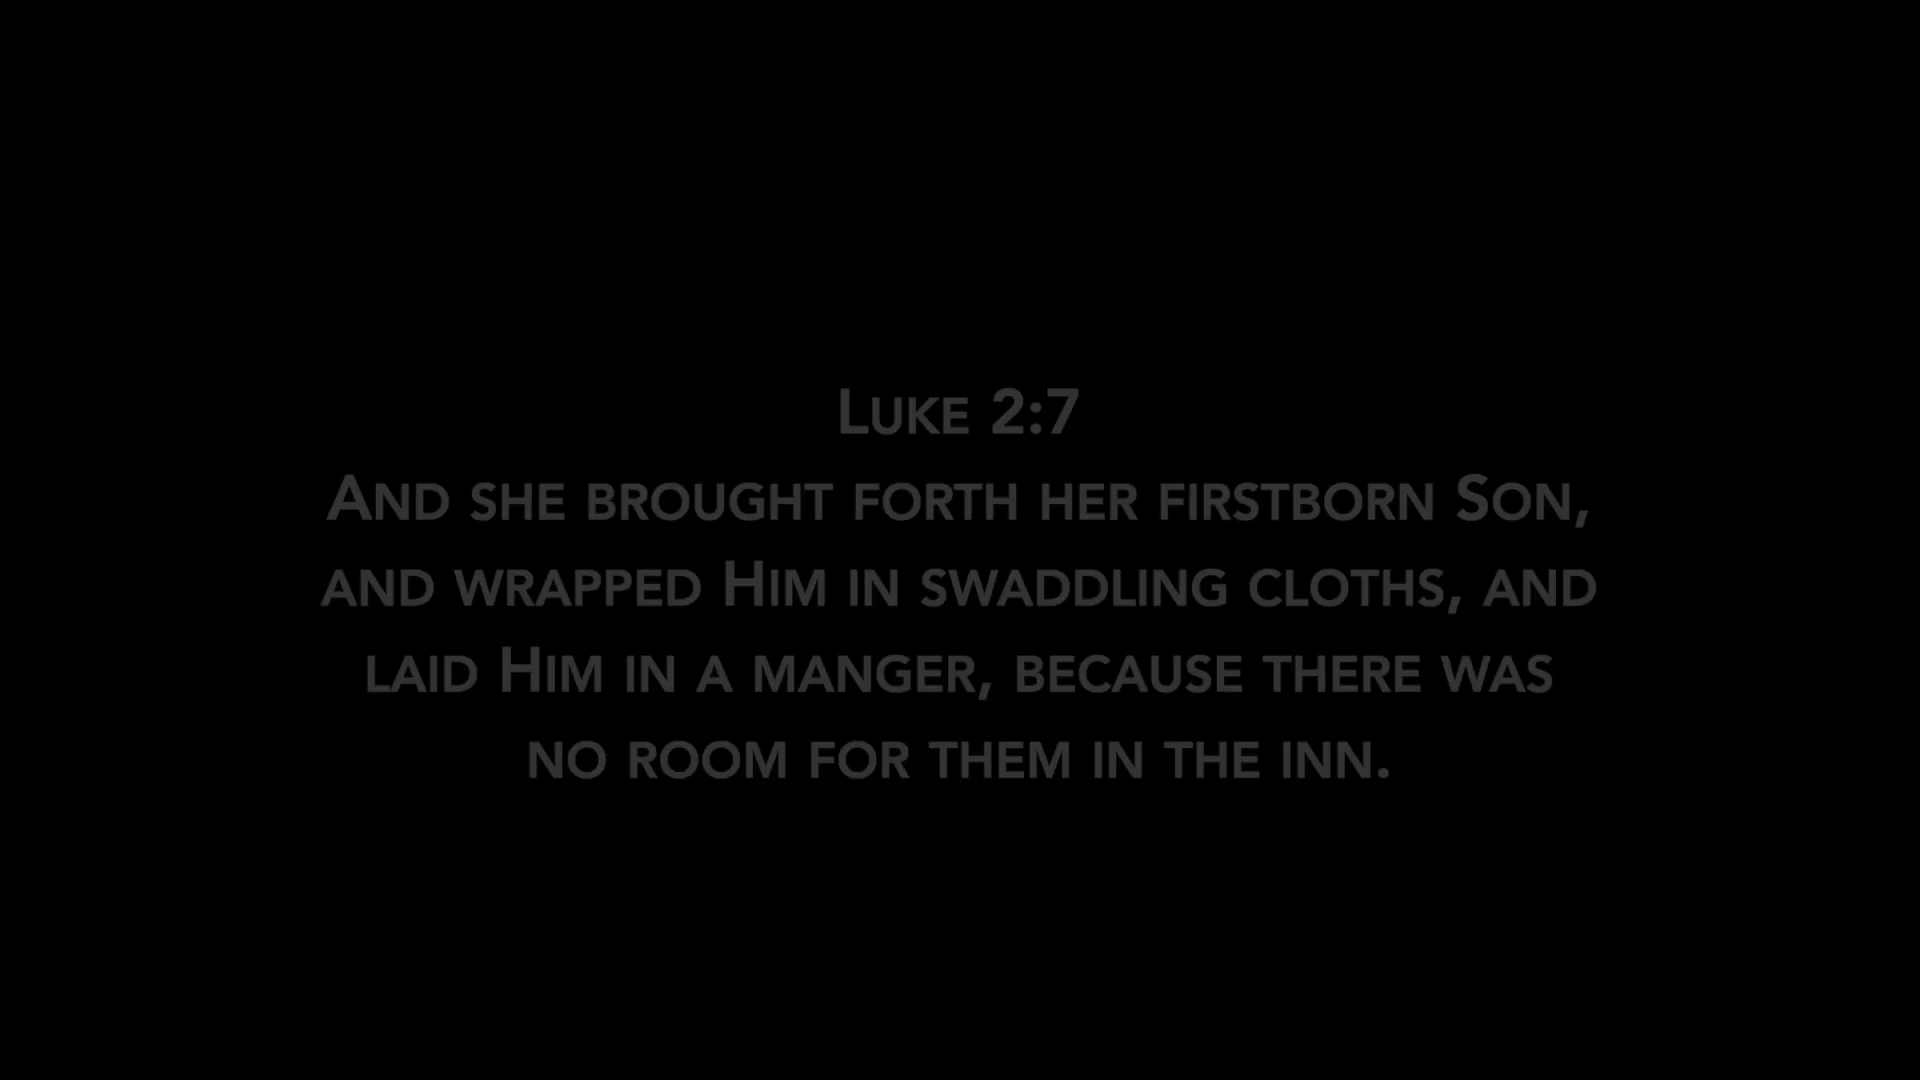 Luke 2:7
And she brought forth her firstborn Son,
and wrapped Him in swaddling cloths, and
laid Him in a manger, because there was
no room for them in the inn.